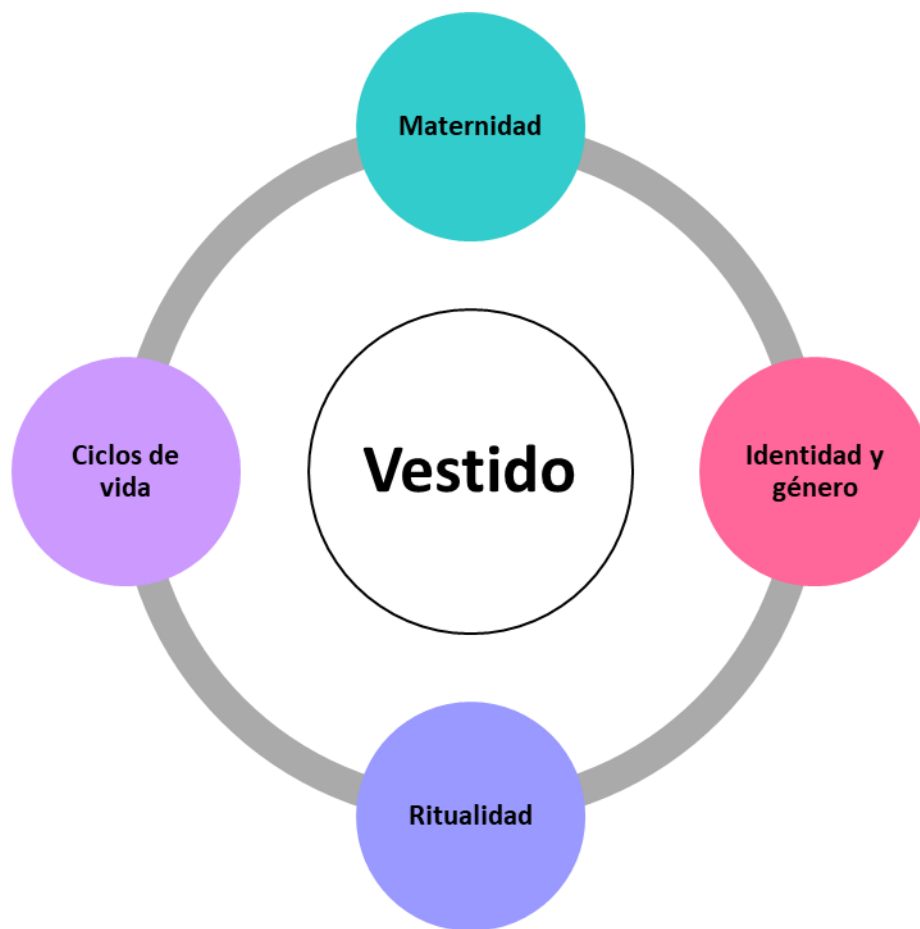 Maternidad
Ciclos de
vida
Vestido
Identidad y
género
Ritualidad